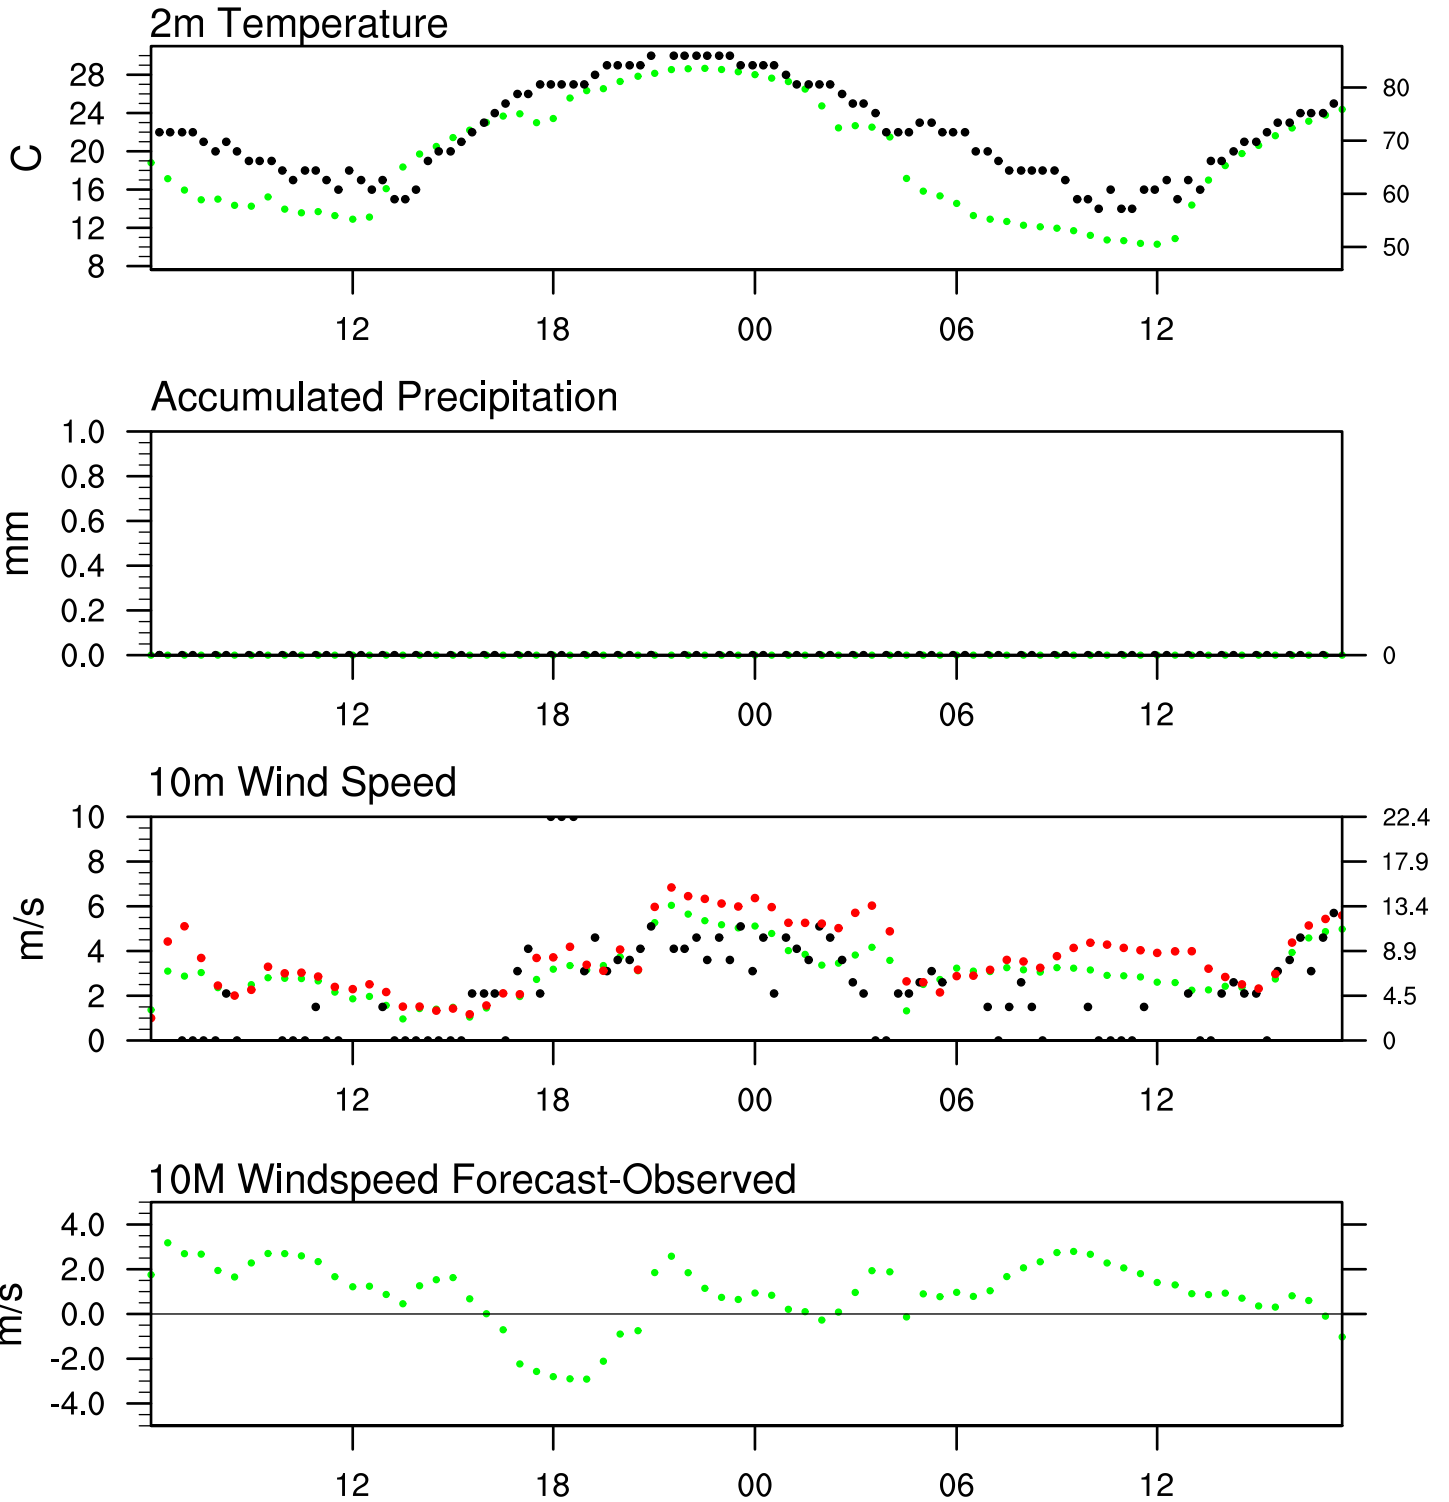 2m Temperature
C
28
24
20
16
12
8
80
70
60
50
12 18 00 06 12
Accumulated Precipitation
mm
1.0
0.8
0.6
0.4
0.2
0.0
0
12 18 00 06 12
10m Wind Speed
m/s
10
8
6
4
2
0
22.4
17.9
13.4
8.9
4.5
0
12 18 00 06 12
10M Windspeed Forecast-Observed
m/s
4.0
2.0
0.0
-2.0
-4.0
12 18 00 06 12